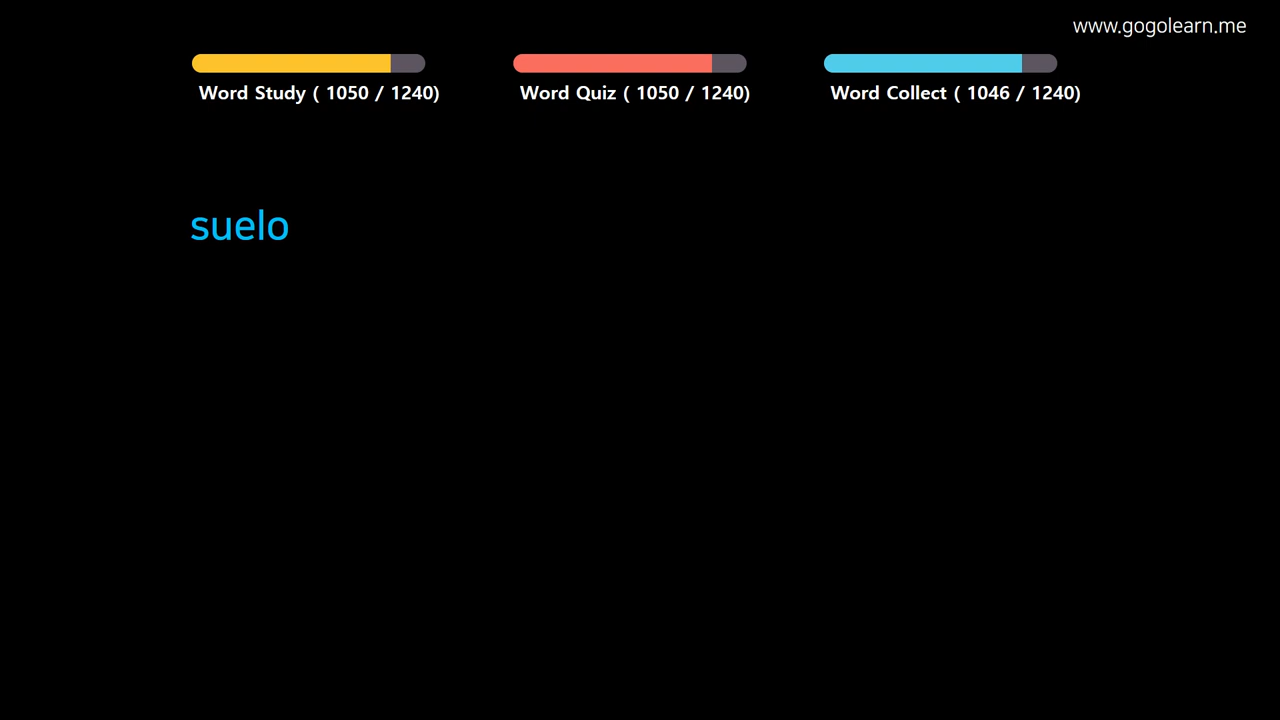 www.gogolearn.me
Word Study ( 1050 / 1240)
Word Quiz ( 1050 / 1240)
Word Collect ( 1046 / 1240)
suelo